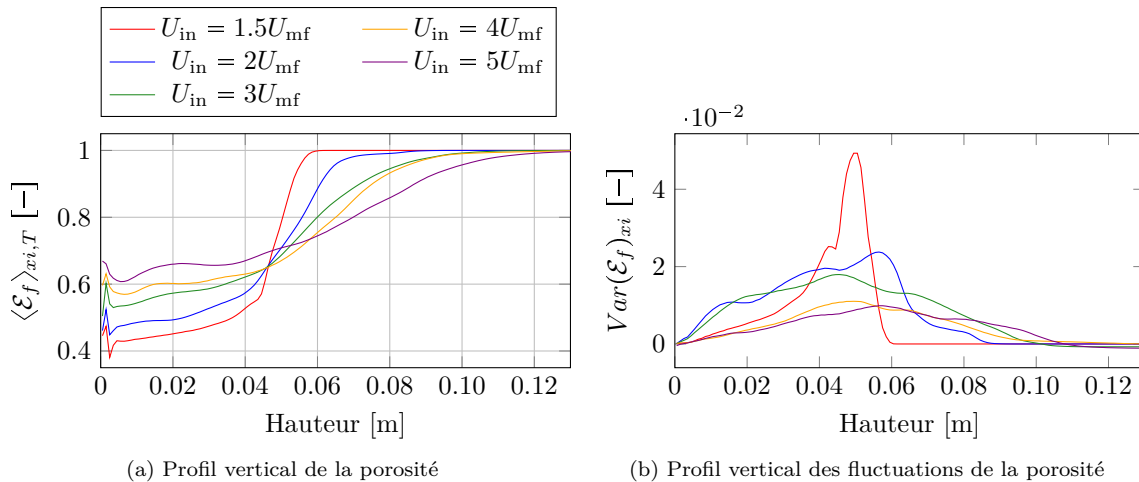 U_in = 1.5U_mf
U_in = 4U_mf
U_in = 2U_mf
U_in = 5U_mf
U_in = 3U_mf
1
0.8
0.6
0.4
0
0.02
0.04
0.06
0.08
0.10
0.12
⟨ℰ_f⟩_{xi,T} [−]
Hauteur [m]
(a) Profil vertical de la porosité
·10^{−2}
4
2
0
0
0.02
0.04
0.06
0.08
0.10
0.12
Var(ℰ_f)_{xi} [−]
Hauteur [m]
(b) Profil vertical des fluctuations de la porosité